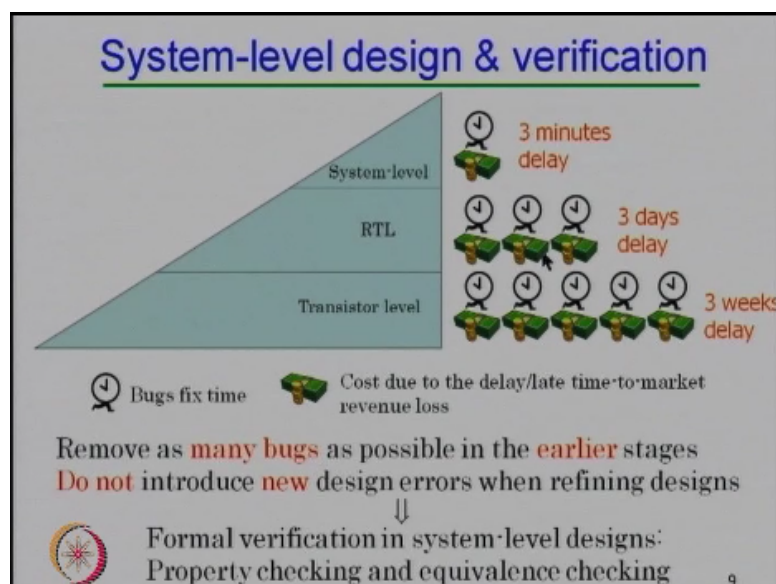 System-level design & verification
System-level
3 minutes
delay
RTL
3 days
delay
Transistor level
3 weeks
delay
Bugs fix time
Cost due to the delay/late time-to-market
revenue loss
Remove as many bugs as possible in the earlier stages
Do not introduce new design errors when refining designs
⇓
Formal verification in system-level designs:
Property checking and equivalence checking
9